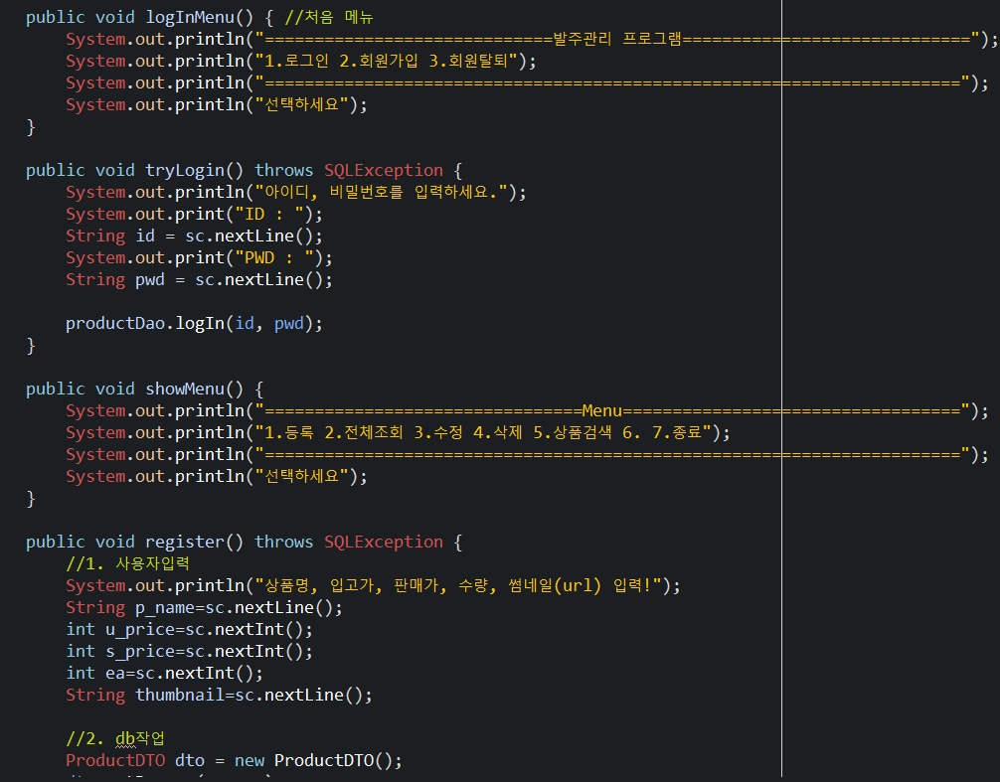 public void logInMenu() { //처음 메뉴
System.out.println("=============================발주관리 프로그램=============================");
System.out.println("1.로그인 2.회원가입 3.회원탈퇴");
System.out.println("======================================================================");
System.out.println("선택하세요");
}
public void tryLogin() throws SQLException {
System.out.println("아이디, 비밀번호를 입력하세요.");
System.out.print("ID : ");
String id = sc.nextLine();
System.out.print("PWD : ");
String pwd = sc.nextLine();
productDao.logIn(id, pwd);
}
public void showMenu() {
System.out.println("================================Menu==================================");
System.out.println("1.등록 2.전체조회 3.수정 4.삭제 5.상품검색 6. 7.종료");
System.out.println("======================================================================");
System.out.println("선택하세요");
}
public void register() throws SQLException {
//1. 사용자입력
System.out.println("상품명, 입고가, 판매가, 수량, 썸네일(url) 입력!");
String p_name=sc.nextLine();
int u_price=sc.nextInt();
int s_price=sc.nextInt();
int ea=sc.nextInt();
String thumbnail=sc.nextLine();
//2. db작업
ProductDTO dto = new ProductDTO();